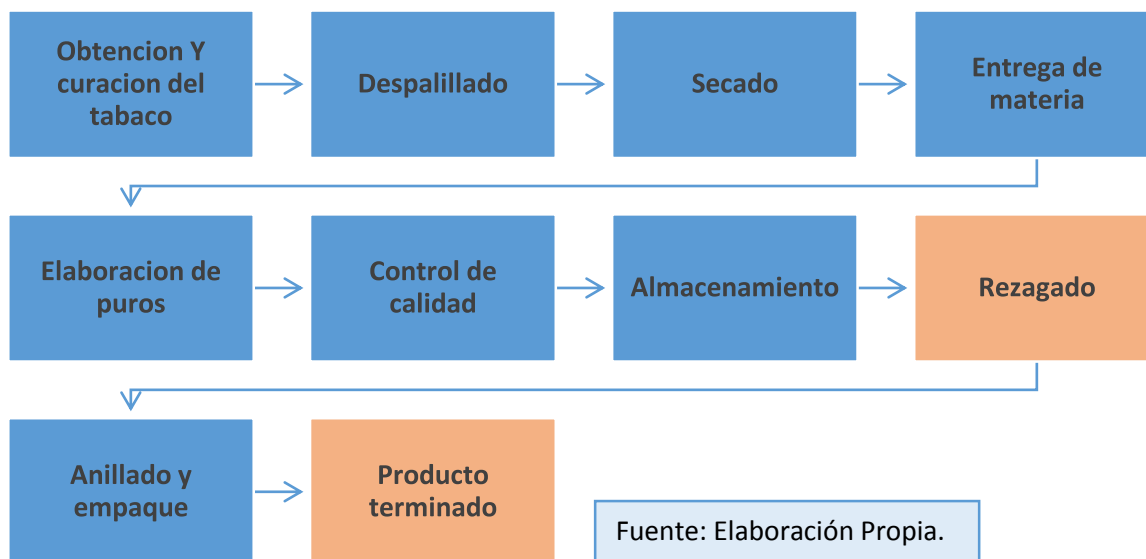 Obtencion Y
curacion del
tabaco
Despalillado
Secado
Entrega de
materia
Elaboracion de
puros
Control de
calidad
Almacenamiento
Rezagado
Anillado y
empaque
Producto
terminado
Fuente: Elaboración Propia.